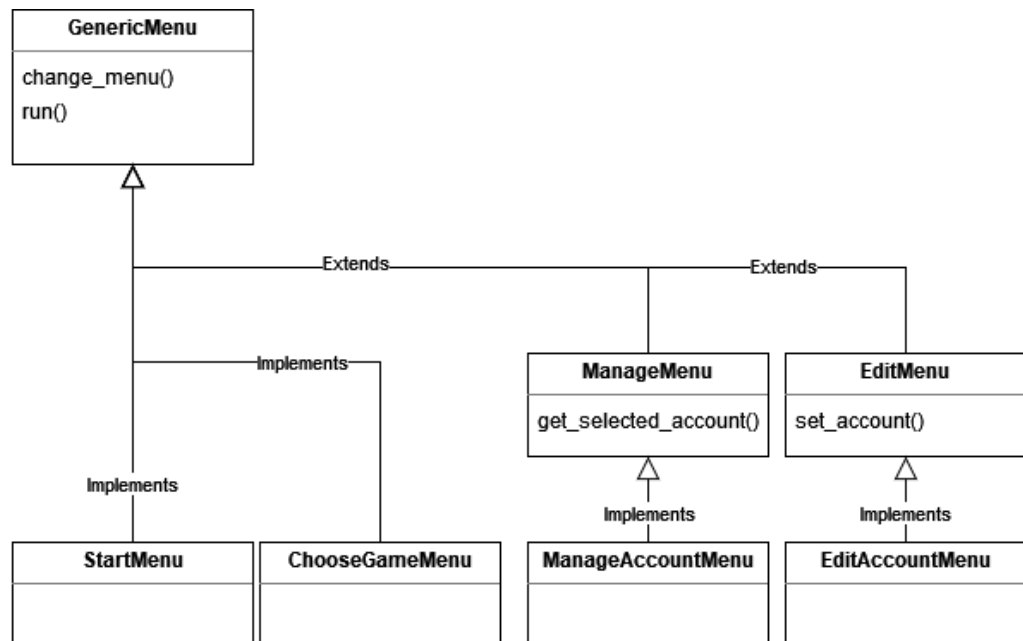 GenericMenu
change_menu()
run()
Extends
Extends
Implements
ManageMenu
get_selected_account()
EditMenu
set_account()
Implements
Implements
Implements
StartMenu
ChooseGameMenu
ManageAccountMenu
EditAccountMenu